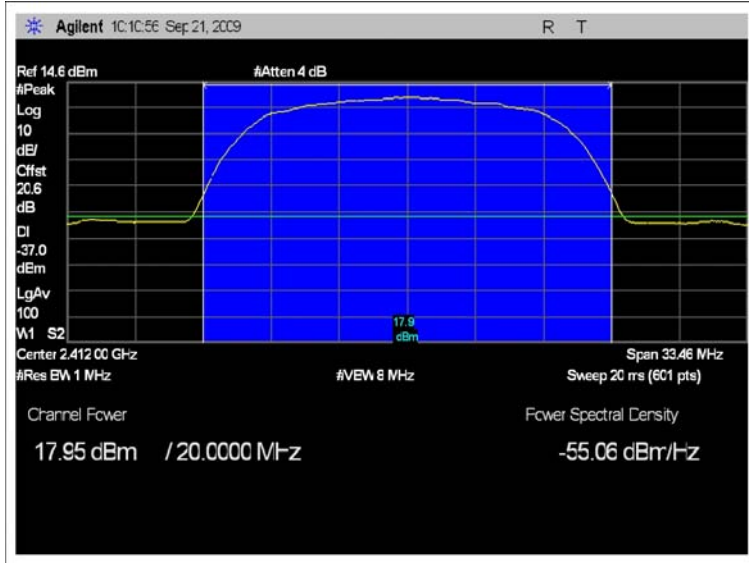 Agilent 10:10:56 Sep 21, 2009 R T
Ref 14.6 dBm #Atten 4 dB
#Peak
Log
10
dB/
Offst
20.6
dB
DI
-37.0
dBm
LgAv
100
W1 S2
17.9
dBm
Center 2.412 00 GHz Span 33.46 MHz
#Res BW 1 MHz #VBW 8 MHz Sweep 20 ms (601 pts)
Channel Power Power Spectral Density
17.95 dBm / 20.0000 MHz -55.06 dBm/Hz